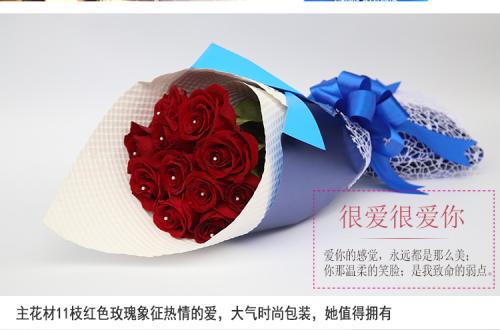 很爱很爱你
爱你的感觉，永远都是那么美；
你那温柔的笑脸；是我致命的弱点。
主花材11枝红色玫瑰象征热情的爱，大气时尚包装，她值得拥有